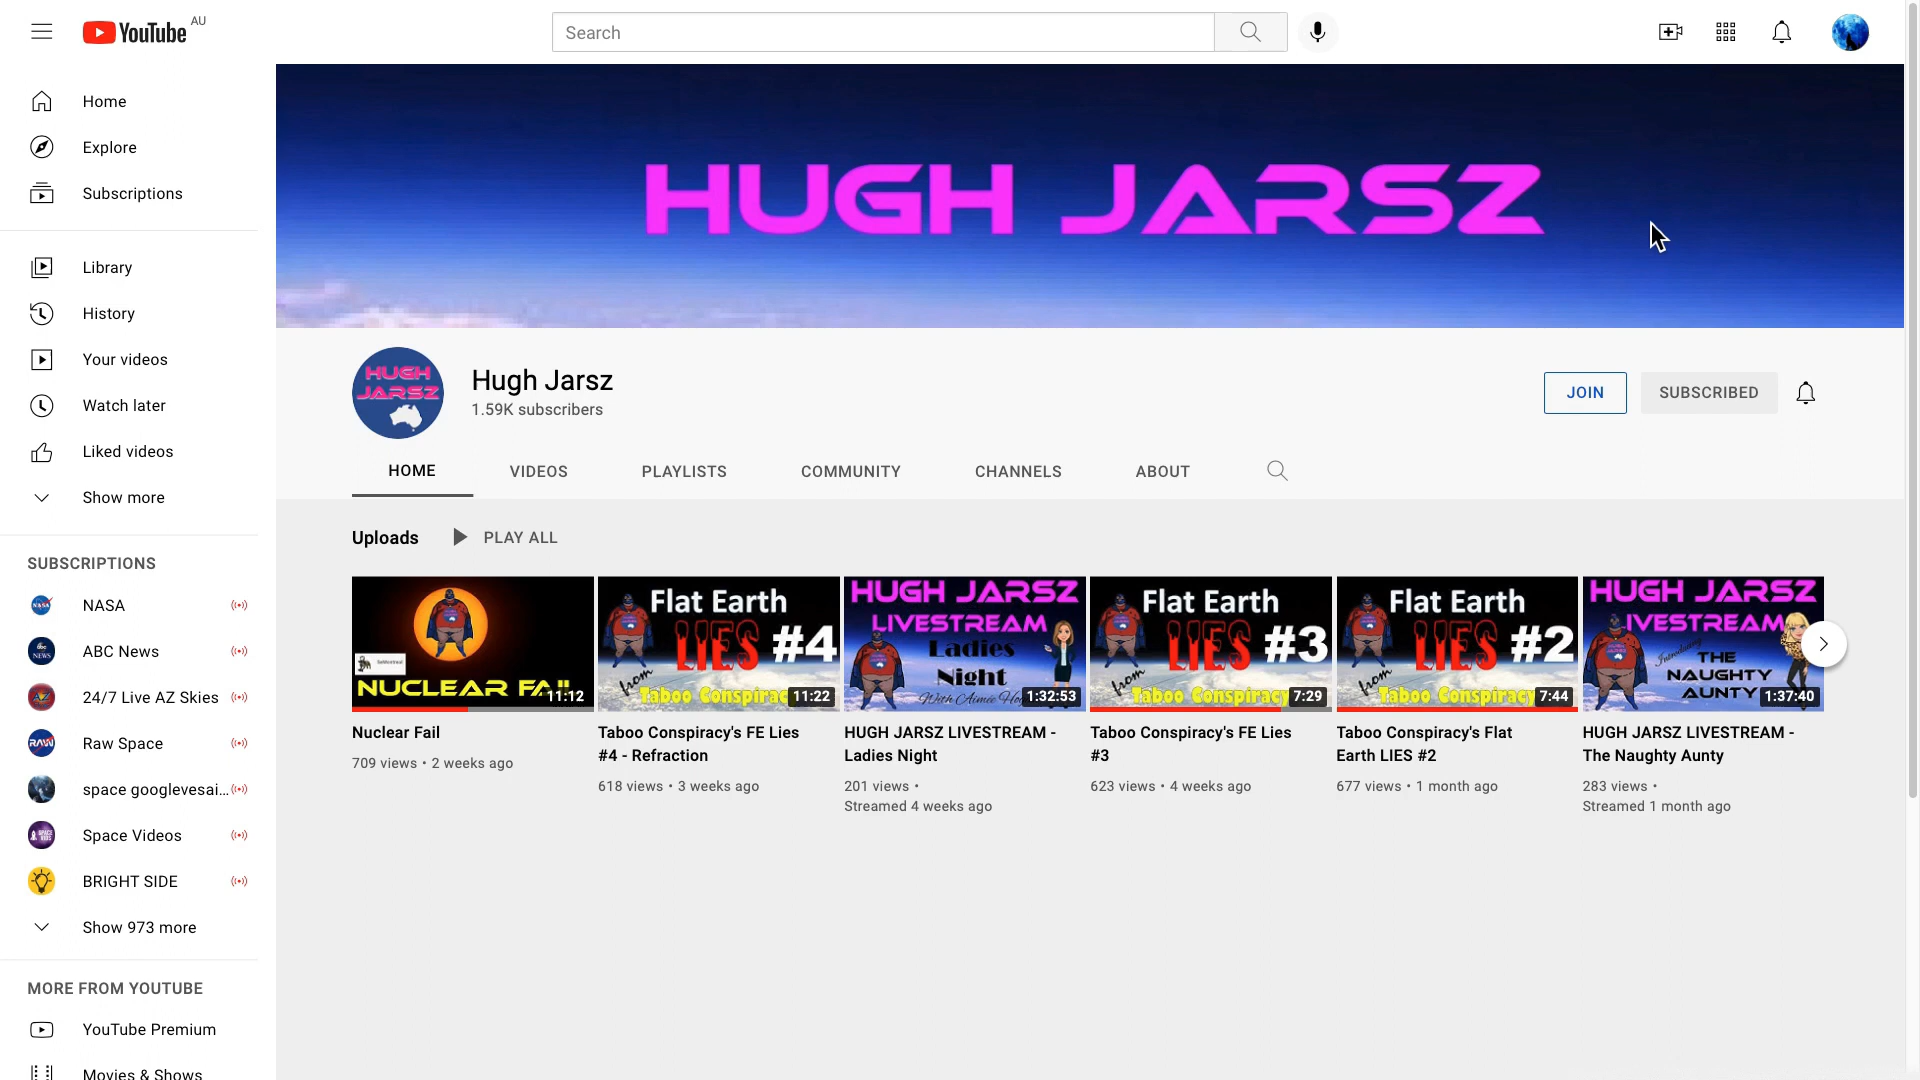 YouTube AU
Search
Home
Explore
Subscriptions
Library
History
Your videos
Watch later
Liked videos
Show more
SUBSCRIPTIONS
NASA
ABC News
24/7 Live AZ Skies
Raw Space
space googlevesai...
Space Videos
BRIGHT SIDE
Show 973 more
MORE FROM YOUTUBE
YouTube Premium
Movies & Shows
HUGH JARSZ
HUGH
JARSZ
Hugh Jarsz
1.59K subscribers
JOIN
SUBSCRIBED
HOME
VIDEOS
PLAYLISTS
COMMUNITY
CHANNELS
ABOUT
Uploads
PLAY ALL
NUCLEAR FAIL
11:12
Nuclear Fail
709 views • 2 weeks ago
Flat Earth
LIES #4
from
Taboo Conspirac
11:22
Taboo Conspiracy's FE Lies
#4 - Refraction
618 views • 3 weeks ago
HUGH JARSZ
LIVESTREAM
Ladies
Night
With Aimée
1:32:53
HUGH JARSZ LIVESTREAM -
Ladies Night
201 views •
Streamed 4 weeks ago
Flat Earth
LIES #3
from
Taboo Conspiracy
7:29
Taboo Conspiracy's FE Lies
#3
623 views • 4 weeks ago
Flat Earth
LIES #2
from
Taboo Conspiracy
7:44
Taboo Conspiracy's Flat
Earth LIES #2
677 views • 1 month ago
HUGH JARSZ
LIVESTREAM
Introducing
THE
NAUGHTY
AUNTY
1:37:40
HUGH JARSZ LIVESTREAM -
The Naughty Aunty
283 views •
Streamed 1 month ago